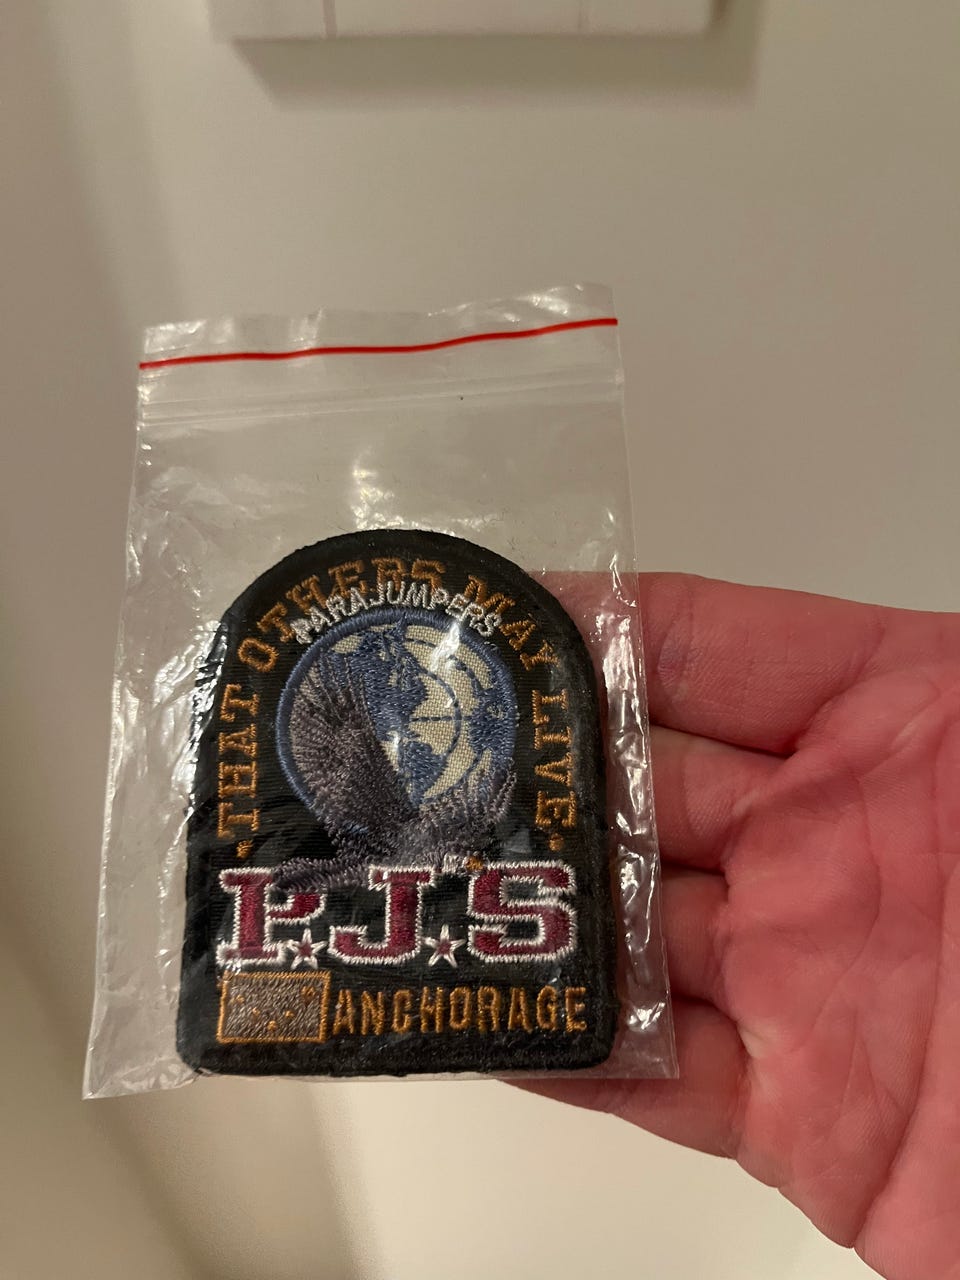 THAT OTHERS MAY LIVE
PARAJUMPERS
P.J.S
ANCHORAGE